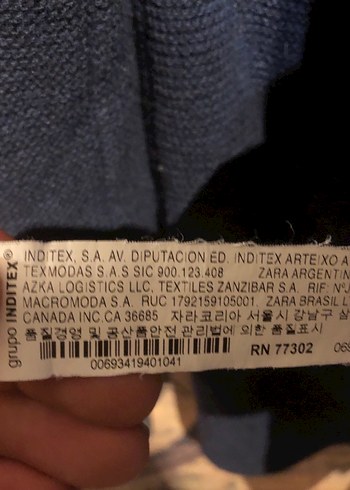 grupo INDITEX®
INDITEX, S.A. AV. DIPUTACION ED. INDITEX ARTEIXO A
TEXMODAS S.A.S SIC 900.123.408 ZARA ARGENTIN
AZKA LOGISTICS LLC, TEXTILES ZANZIBAR S.A. RIF. NºJ
MACROMODA S.A. RUC 1792159105001. ZARA BRASIL L
CANADA INC.CA 36685 자라코리아 서울시 강남구 삼
품질경영 및 공산품안전 관리법에 의한 품질표시
00693419401041
RN 77302
069